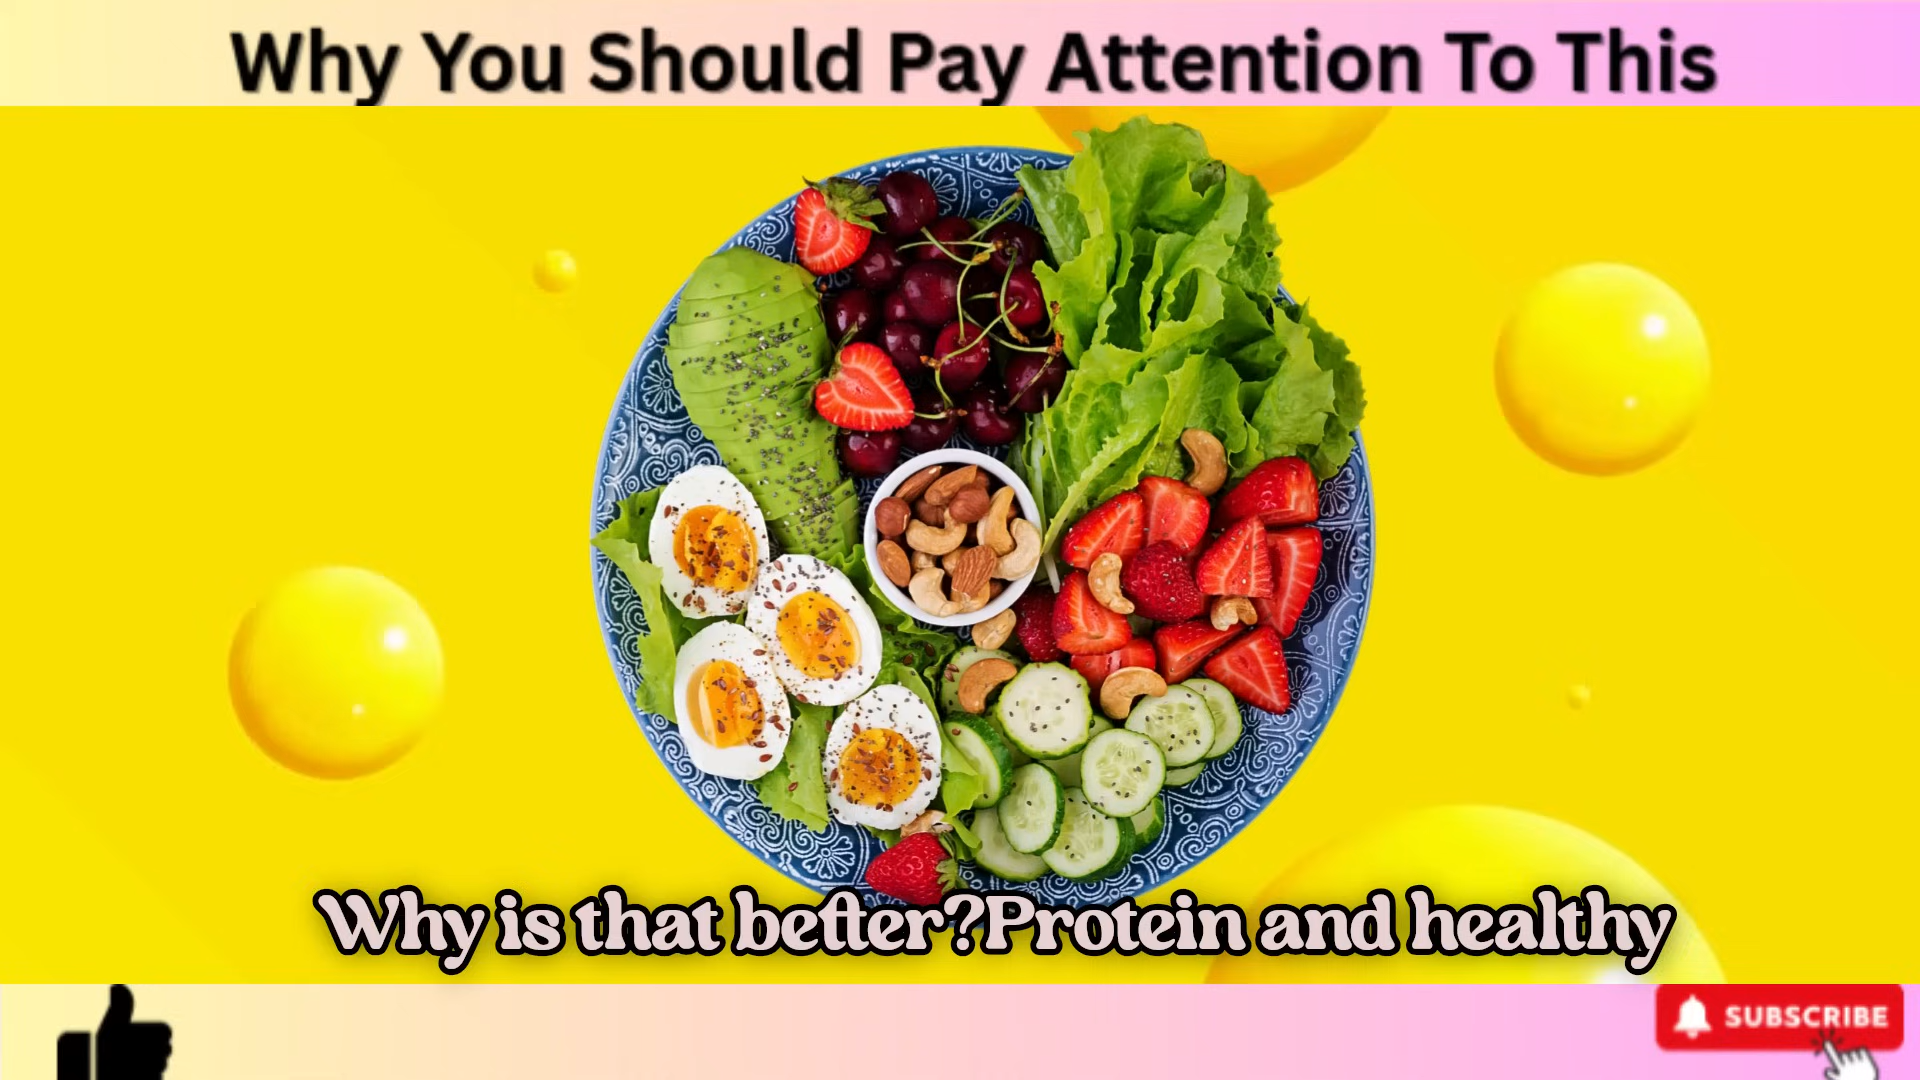 Why You Should Pay Attention To This
Why is that better?Protein and healthy
SUBSCRIBE